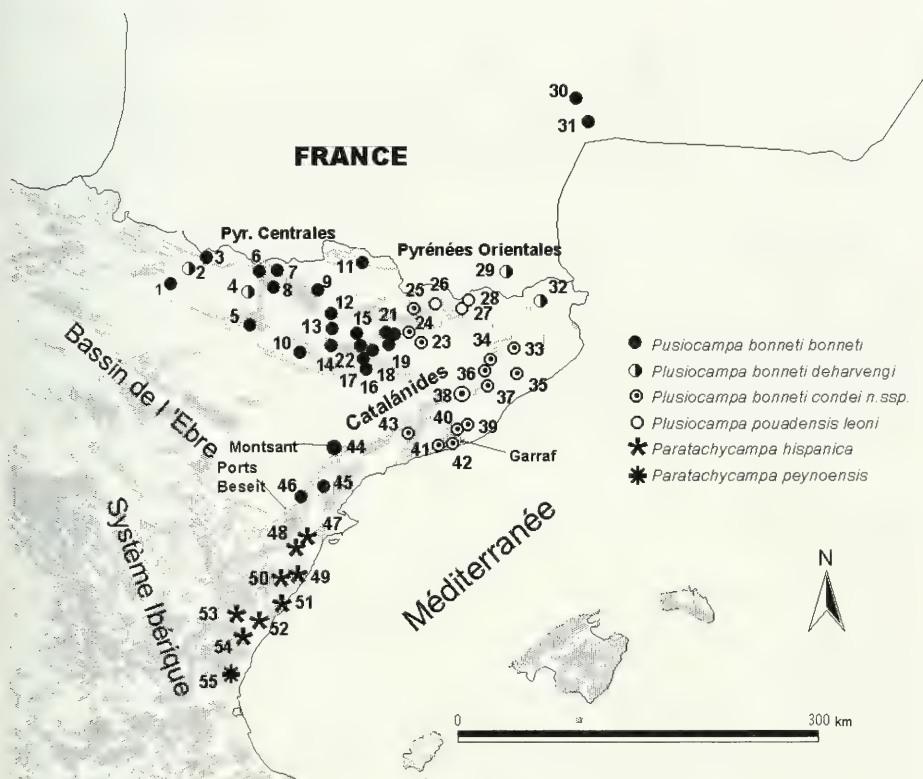 30
31
FRANCE
Pyr. Centrales
Pyrénées Orientales
3
6
7
11
2
29
1
4
8
9
26
28
32
25
27
5
12
15
21
24
13
23
34
33
10
14
22
19
18
17
16
36
35
37
38
Bassin de l'Ebre
Catalánides
43
40
39
41
42
Garraf
Montsant
44
Ports
Beseit
46
45
47
48
50
49
51
53
52
54
55
Système Ibérique
Méditerranée
Pusiocampa bonneti bonneti
Plusiocampa bonneti deharvengi
Plusiocampa bonneti condei n.ssp.
Plusiocampa pouadensis leoni
Paratachycampa hispanica
Paratachycampa peynoensis
N
0
300 km